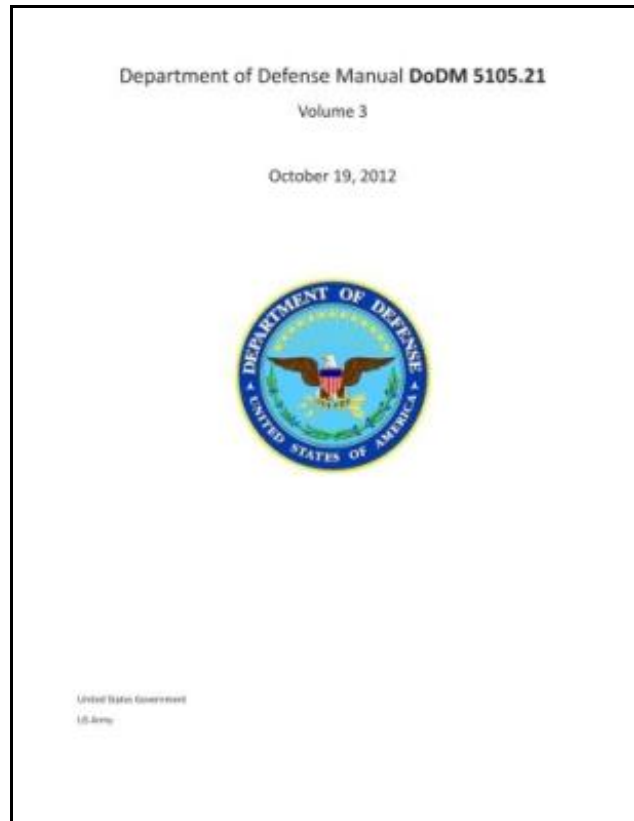 Department of Defense Manual DoDM 5105.21
Volume 3
October 19, 2012
DEPARTMENT OF DEFENSE
UNITED STATES OF AMERICA
United States Government
US Army